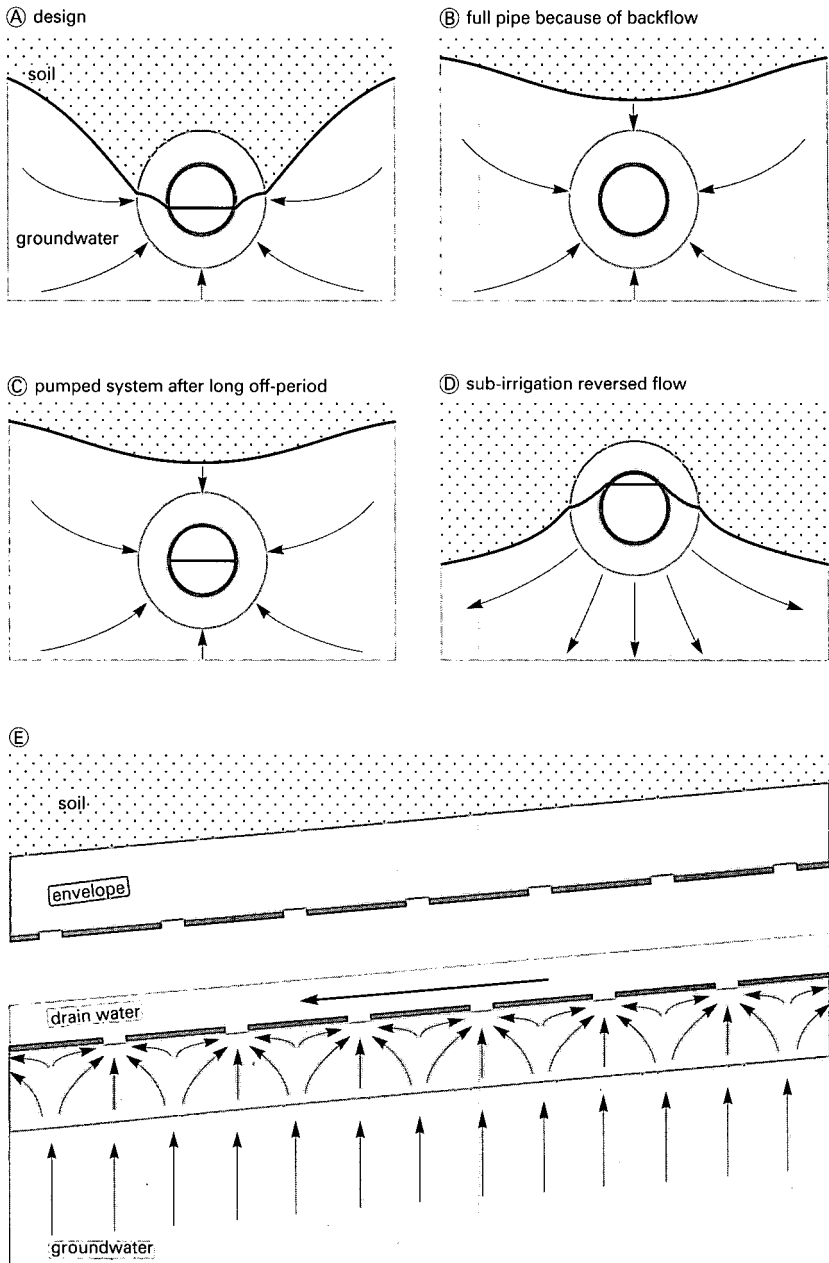 A design
soil
groundwater
B full pipe because of backflow
C pumped system after long off-period
D sub-irrigation reversed flow
E
soil
envelope
drain water
groundwater